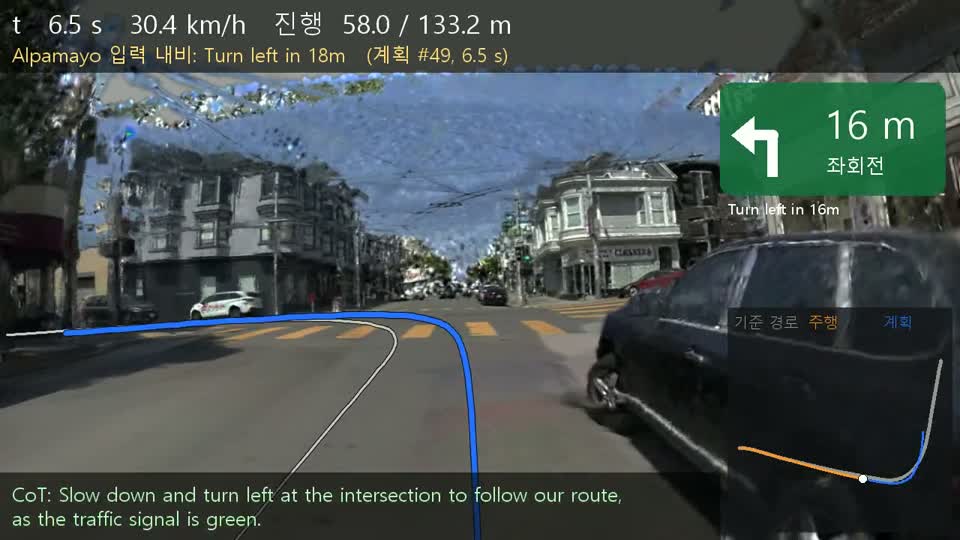 t 6.5 s 30.4 km/h 진행 58.0 / 133.2 m
Alpamayo 입력 내비: Turn left in 18m (계획 #49, 6.5 s)
16 m
좌회전
Turn left in 16m
기준 경로 주행 계획
CoT: Slow down and turn left at the intersection to follow our route,
as the traffic signal is green.